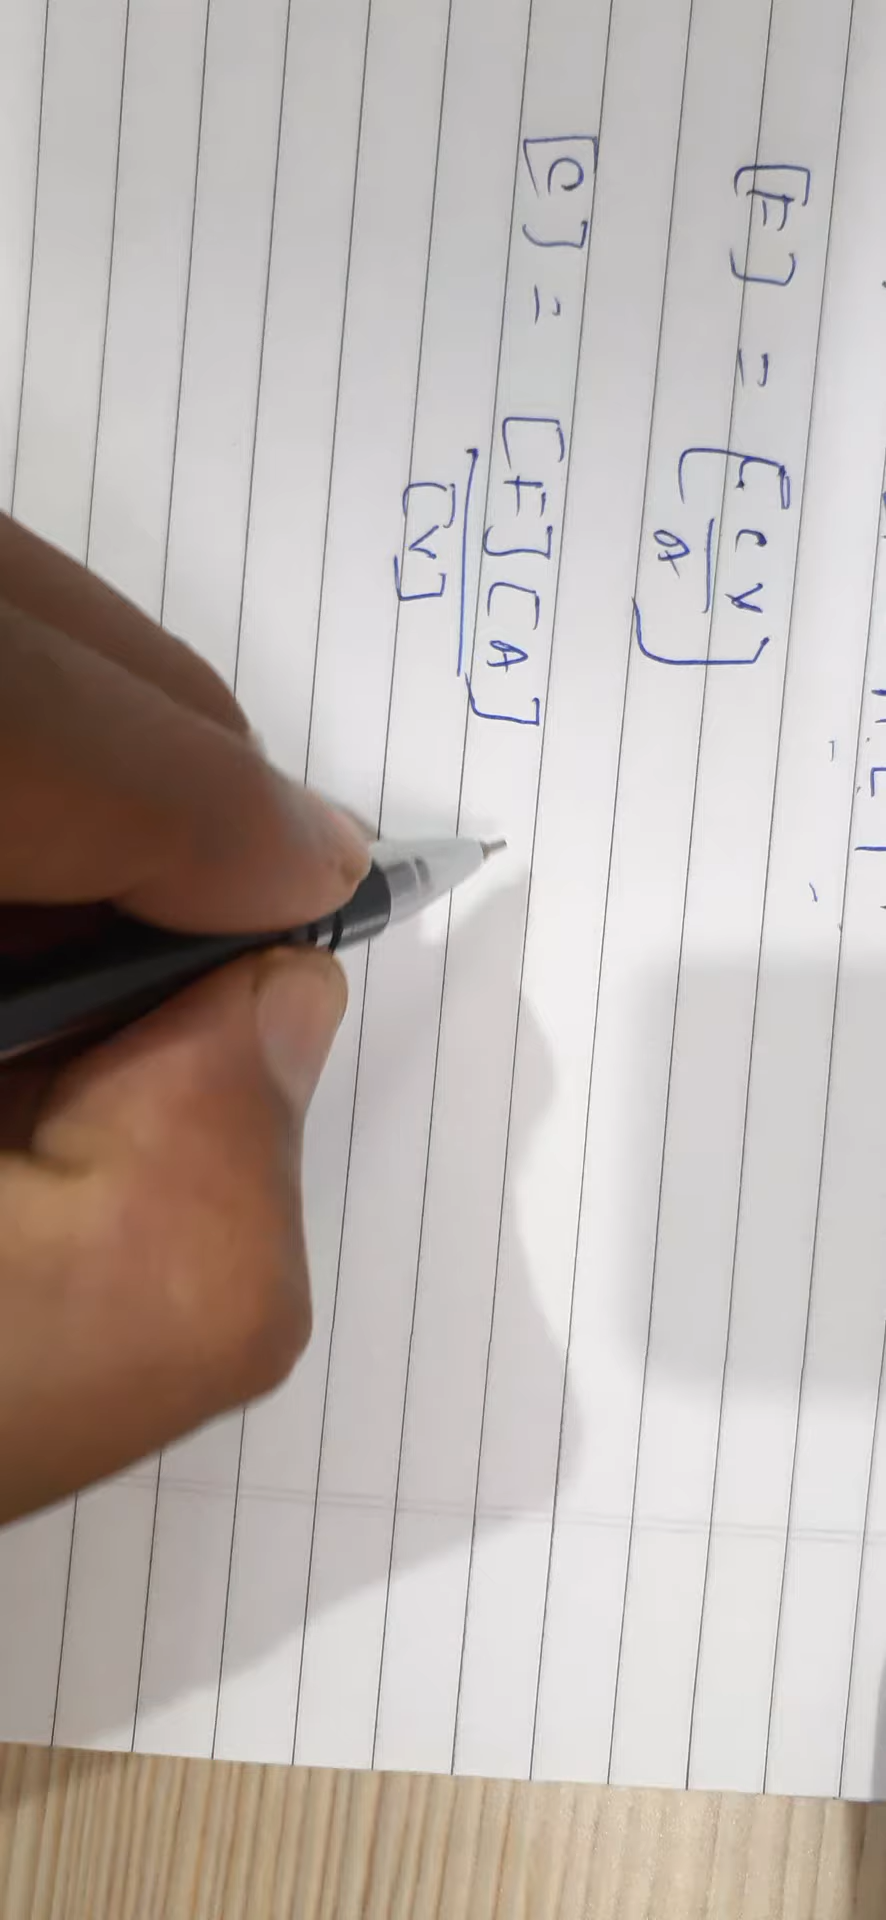 [F] = [CV/A]
[C] = [F][A]/[V]